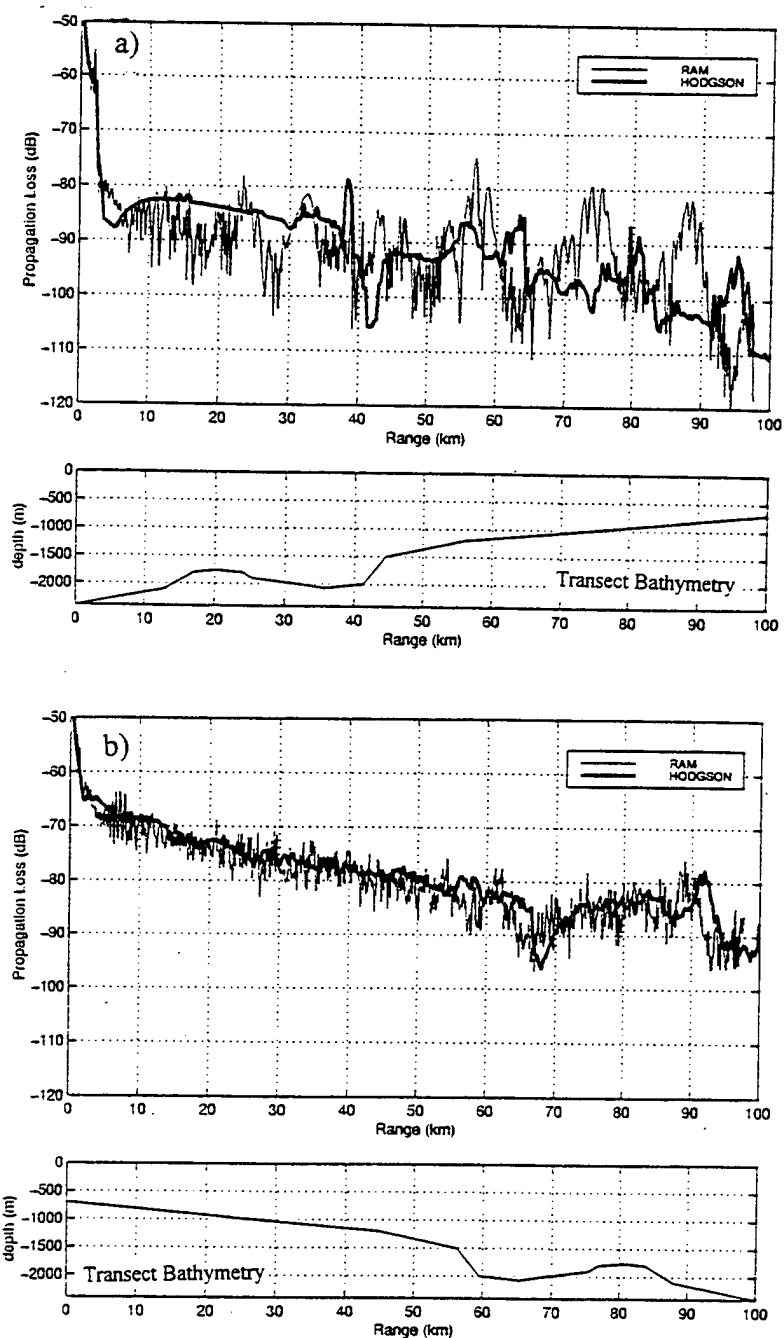 a)
RAM
HODGSON
Propagation Loss (dB)
-50
-60
-70
-80
-90
-100
-110
-120
0 10 20 30 40 50 60 70 80 90 100
Range (km)
depth (m)
0
-500
-1000
-1500
-2000
Transect Bathymetry
0 10 20 30 40 50 60 70 80 90 100
Range (km)
b)
RAM
HODGSON
Propagation Loss (dB)
-50
-60
-70
-80
-90
-100
-110
-120
0 10 20 30 40 50 60 70 80 90 100
Range (km)
depth (m)
0
-500
-1000
-1500
-2000
Transect Bathymetry
0 10 20 30 40 50 60 70 80 90 100
Range (km)